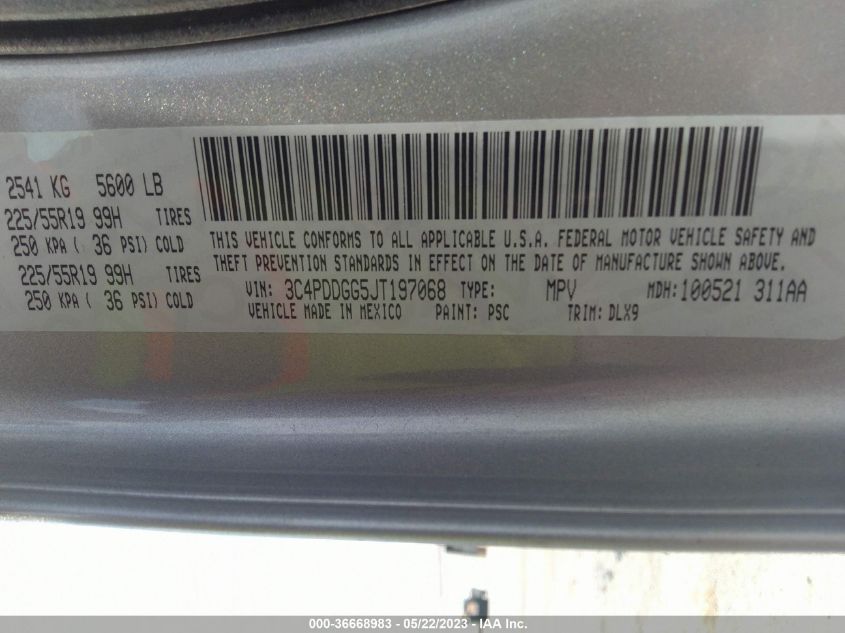 2541 KG 5600 LB
225/55R19 99H TIRES
250 KPA ( 36 PSI) COLD
225/55R19 99H TIRES
250 KPA ( 36 PSI) COLD
THIS VEHICLE CONFORMS TO ALL APPLICABLE U.S.A. FEDERAL MOTOR VEHICLE SAFETY AND
THEFT PREVENTION STANDARDS IN EFFECT ON THE DATE OF MANUFACTURE SHOWN ABOVE.
VIN: 3C4PDDGG5JT197068 TYPE: MPV MDH:100521 311AA
VEHICLE MADE IN MEXICO PAINT: PSC TRIM: DLX9
000-36668983 - 05/22/2023 - IAA Inc.